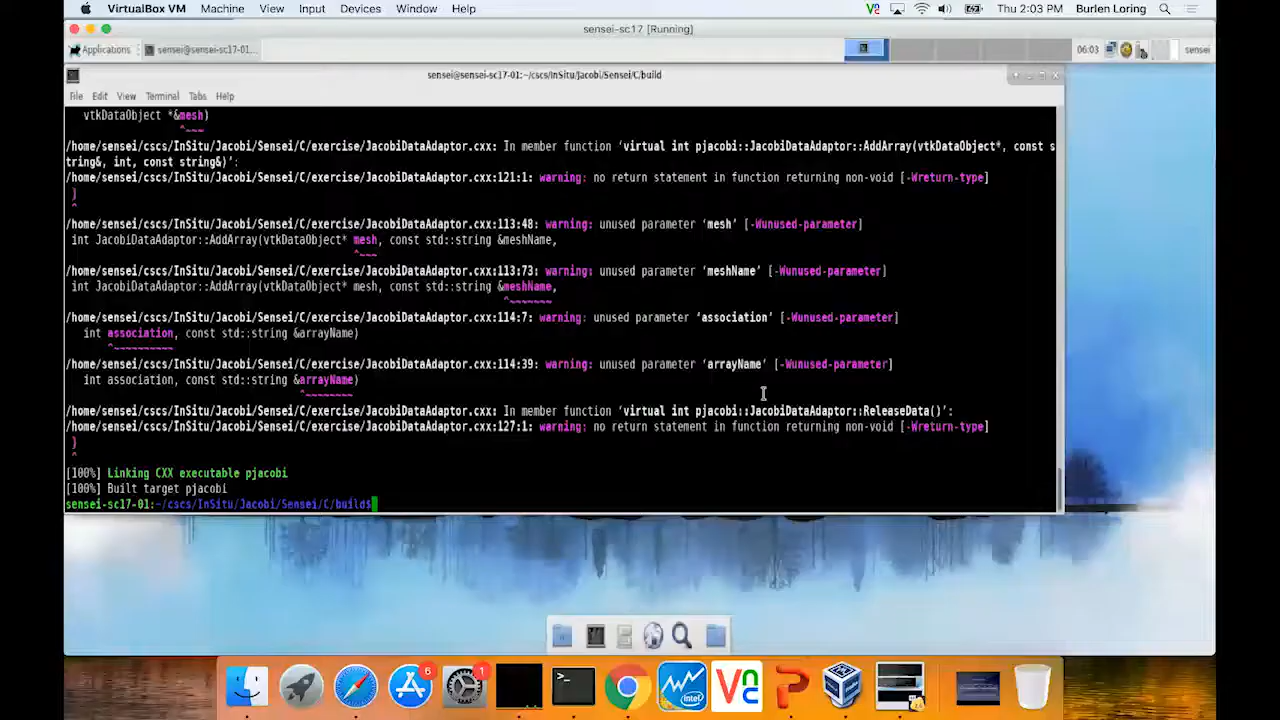 VirtualBox VM File Machine View Input Devices Window Help Thu 2:03 PM Burlen Loring
sensei-sc17 [Running]
Applications sensei@sensei-sc17-01:... 06:03 sensei
sensei@sensei-sc17-01:~/cscs/InSitu/Jacobi/Sensei/C/build
File Edit View Terminal Tabs Help
vtkDataObject *&mesh)
^~~~
/home/sensei/cscs/InSitu/Jacobi/Sensei/C/exercise/JacobiDataAdaptor.cxx: In member function ‘virtual int pjacobi::JacobiDataAdaptor::AddArray(vtkDataObject*, const s
tring&, int, const string&)’:
/home/sensei/cscs/InSitu/Jacobi/Sensei/C/exercise/JacobiDataAdaptor.cxx:121:1: warning: no return statement in function returning non-void [-Wreturn-type]
}
^
/home/sensei/cscs/InSitu/Jacobi/Sensei/C/exercise/JacobiDataAdaptor.cxx:113:48: warning: unused parameter ‘mesh’ [-Wunused-parameter]
int JacobiDataAdaptor::AddArray(vtkDataObject* mesh, const std::string &meshName,
^~~~
/home/sensei/cscs/InSitu/Jacobi/Sensei/C/exercise/JacobiDataAdaptor.cxx:113:73: warning: unused parameter ‘meshName’ [-Wunused-parameter]
int JacobiDataAdaptor::AddArray(vtkDataObject* mesh, const std::string &meshName,
^~~~~~~~
/home/sensei/cscs/InSitu/Jacobi/Sensei/C/exercise/JacobiDataAdaptor.cxx:114:7: warning: unused parameter ‘association’ [-Wunused-parameter]
int association, const std::string &arrayName)
^~~~~~~~~~~
/home/sensei/cscs/InSitu/Jacobi/Sensei/C/exercise/JacobiDataAdaptor.cxx:114:39: warning: unused parameter ‘arrayName’ [-Wunused-parameter]
int association, const std::string &arrayName)
^~~~~~~~~
/home/sensei/cscs/InSitu/Jacobi/Sensei/C/exercise/JacobiDataAdaptor.cxx: In member function ‘virtual int pjacobi::JacobiDataAdaptor::ReleaseData()’:
/home/sensei/cscs/InSitu/Jacobi/Sensei/C/exercise/JacobiDataAdaptor.cxx:127:1: warning: no return statement in function returning non-void [-Wreturn-type]
}
^
[100%] Linking CXX executable pjacobi
[100%] Built target pjacobi
sensei-sc17-01:~/cscs/InSitu/Jacobi/Sensei/C/build$
6 1 intel